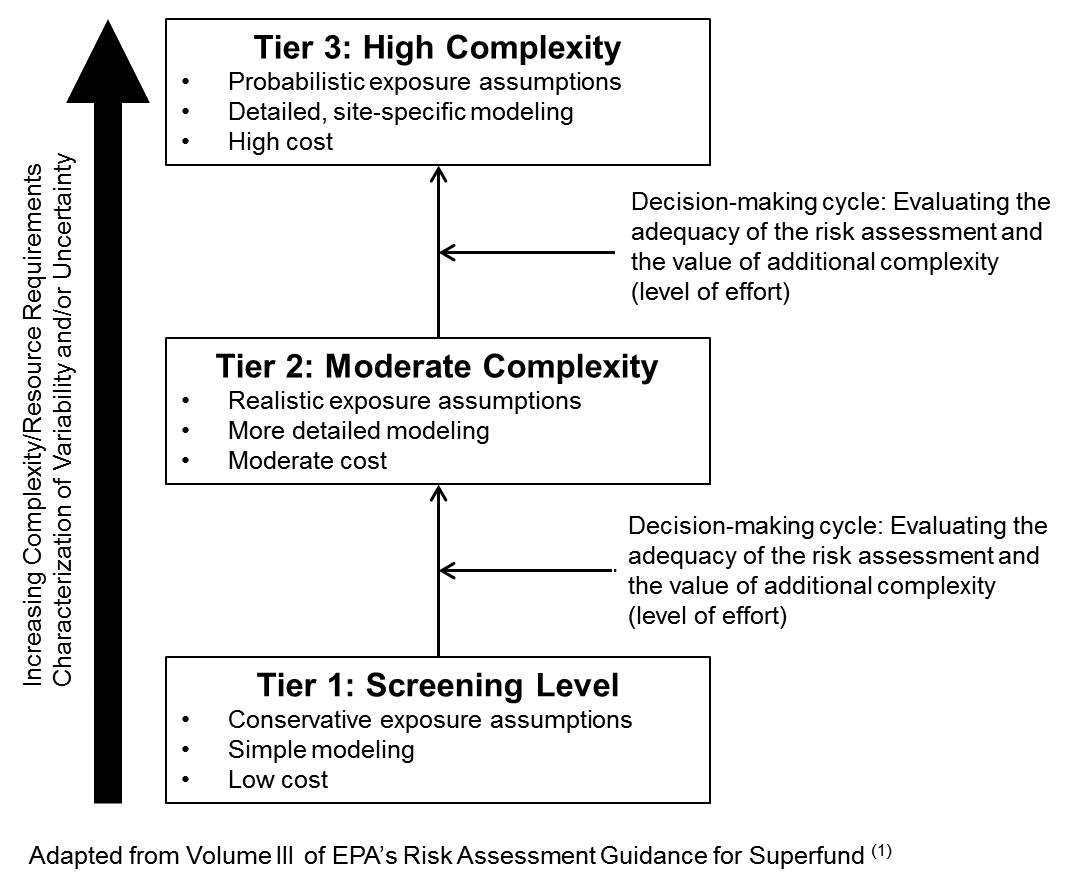 Tier 3: High Complexity
• Probabilistic exposure assumptions
• Detailed, site-specific modeling
• High cost
Decision-making cycle: Evaluating the
adequacy of the risk assessment and
the value of additional complexity
(level of effort)
Tier 2: Moderate Complexity
• Realistic exposure assumptions
• More detailed modeling
• Moderate cost
Decision-making cycle: Evaluating the
adequacy of the risk assessment and
the value of additional complexity
(level of effort)
Tier 1: Screening Level
• Conservative exposure assumptions
• Simple modeling
• Low cost
Increasing Complexity/Resource Requirements
Characterization of Variability and/or Uncertainty
Adapted from Volume III of EPA's Risk Assessment Guidance for Superfund (1)